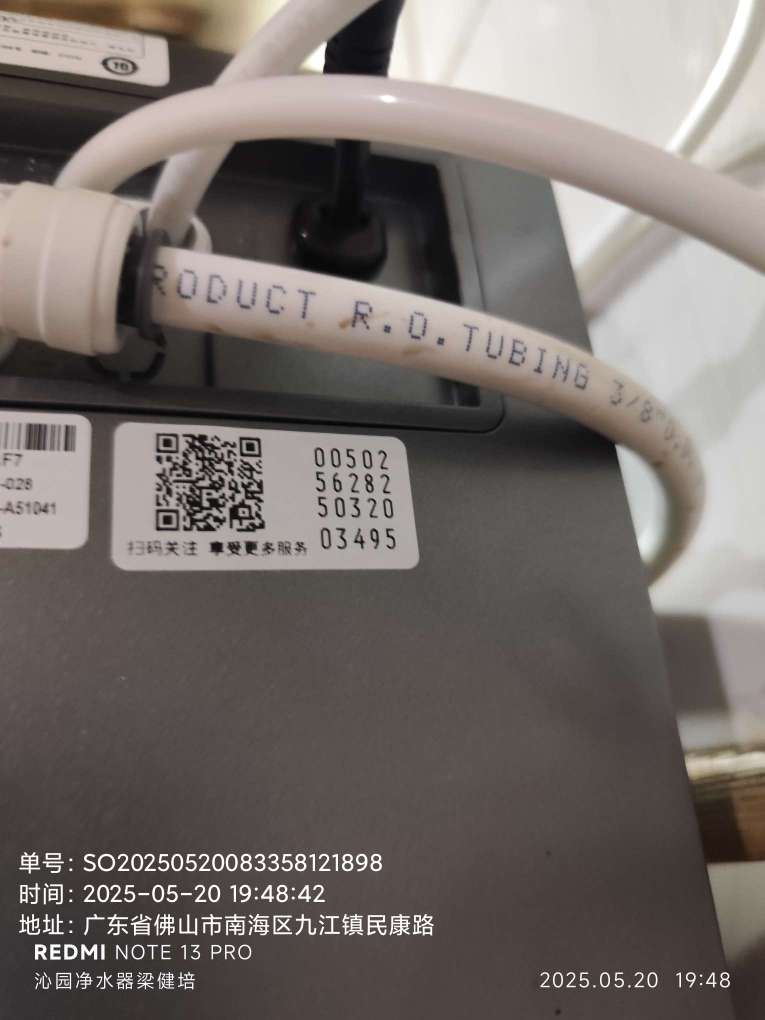 RODUCT R.O.TUBING 3/8"
.F7
-028
-A51041
00502
56282
50320
03495
扫码关注 享受更多服务
单号: SO20250520083358121898
时间: 2025-05-20 19:48:42
地址: 广东省佛山市南海区九江镇民康路
REDMI NOTE 13 PRO
沁园净水器梁健培
2025.05.20 19:48